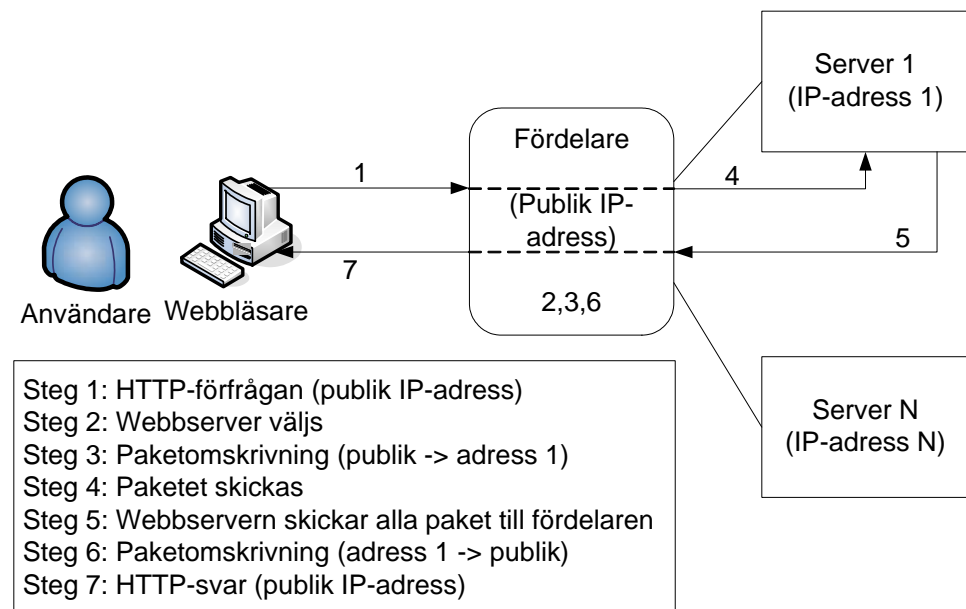 Server 1
(IP-adress 1)
Fördelare
1
4
(Publik IP-
adress)
5
7
Användare
Webbläsare
2,3,6
Steg 1: HTTP-förfrågan (publik IP-adress)
Steg 2: Webbserver väljs
Steg 3: Paketomskrivning (publik -> adress 1)
Steg 4: Paketet skickas
Steg 5: Webbservern skickar alla paket till fördelaren
Steg 6: Paketomskrivning (adress 1 -> publik)
Steg 7: HTTP-svar (publik IP-adress)
Server N
(IP-adress N)